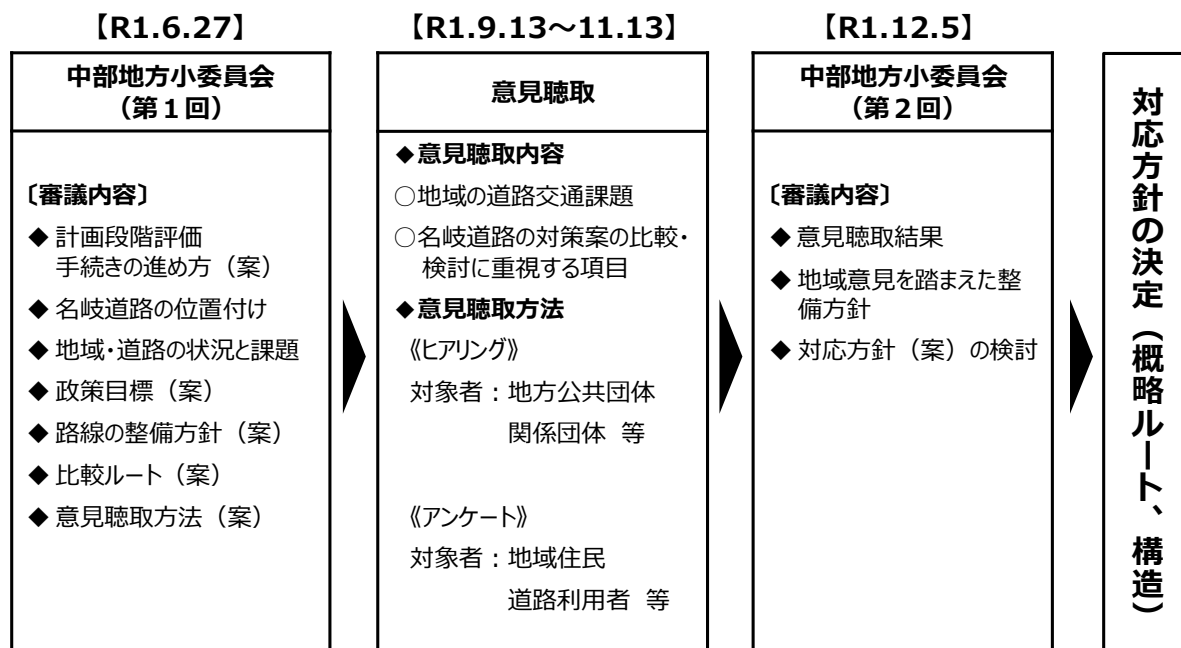 【R1.6.27】
中部地方小委員会
（第１回）
〔審議内容〕
◆ 計画段階評価
手続きの進め方（案）
◆ 名岐道路の位置付け
◆ 地域・道路の状況と課題
◆ 政策目標（案）
◆ 路線の整備方針（案）
◆ 比較ルート（案）
◆ 意見聴取方法（案）
【R1.9.13～11.13】
意見聴取
◆意見聴取内容
○地域の道路交通課題
○名岐道路の対策案の比較・
検討に重視する項目
◆意見聴取方法
《ヒアリング》
対象者：地方公共団体
関係団体 等
《アンケート》
対象者：地域住民
道路利用者 等
【R1.12.5】
中部地方小委員会
（第２回）
〔審議内容〕
◆ 意見聴取結果
◆ 地域意見を踏まえた整
備方針
◆ 対応方針（案）の検討
対応方針の決定（概略ルート、構造）